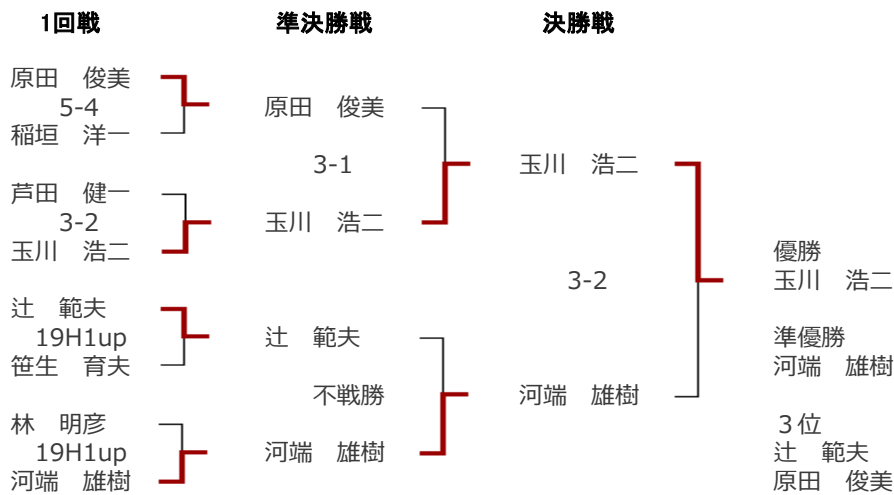 1回戦
準決勝戦
決勝戦
原田　俊美
5-4
稲垣　洋一
芦田　健一
3-2
玉川　浩二
辻　範夫
19H1up
笹生　育夫
林　明彦
19H1up
河端　雄樹
原田　俊美
3-1
玉川　浩二
辻　範夫
不戦勝
河端　雄樹
玉川　浩二
3-2
河端　雄樹
優勝
玉川　浩二
準優勝
河端　雄樹
３位
辻　範夫
原田　俊美